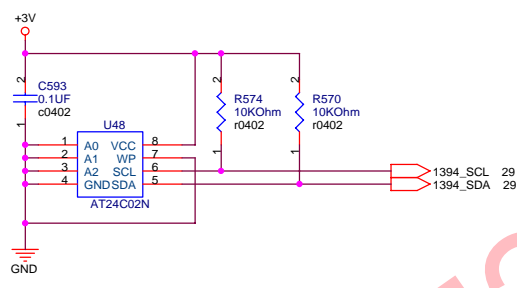 +3V
2
C593
0.1UF
c0402
1
2
R574
10KOhm
r0402
1
2
R570
10KOhm
r0402
1
U48
1 A0 VCC 8
2 A1 WP 7
3 A2 SCL 6
4 GND SDA 5
AT24C02N
1394_SCL 29
1394_SDA 29
GND